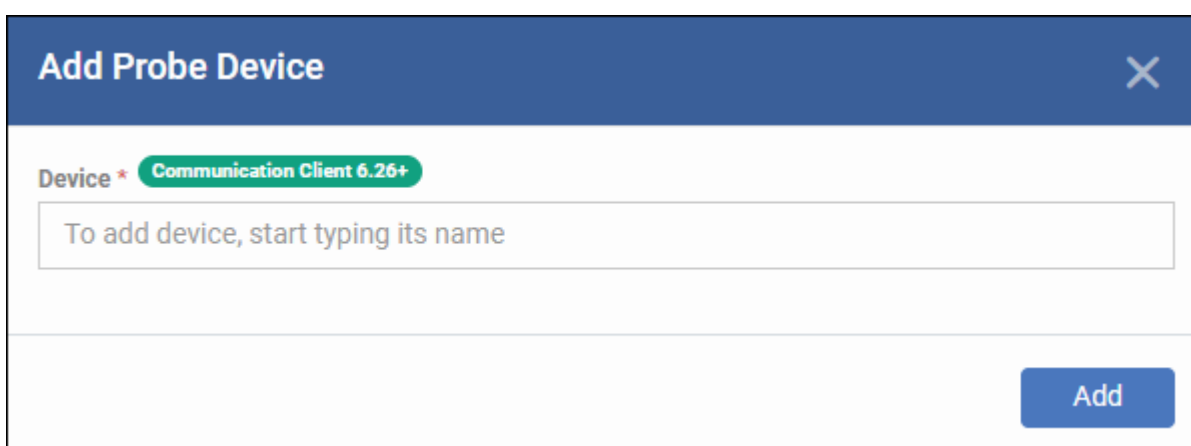 Add Probe Device
Device * Communication Client 6.26+
To add device, start typing its name
Add